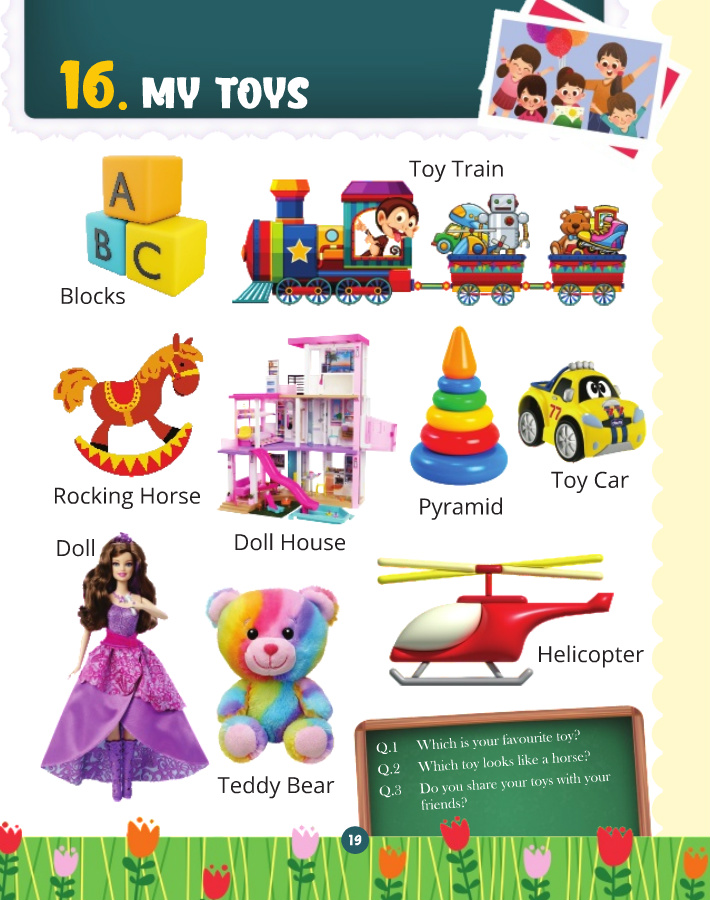 16. MY TOYS
Toy Train
A
B C
Blocks
77
Rocking Horse
Doll House
Pyramid
Toy Car
Doll
Helicopter
Teddy Bear
Q.1 Which is your favourite toy?
Q.2 Which toy looks like a horse?
Q.3 Do you share your toys with your
friends?
19